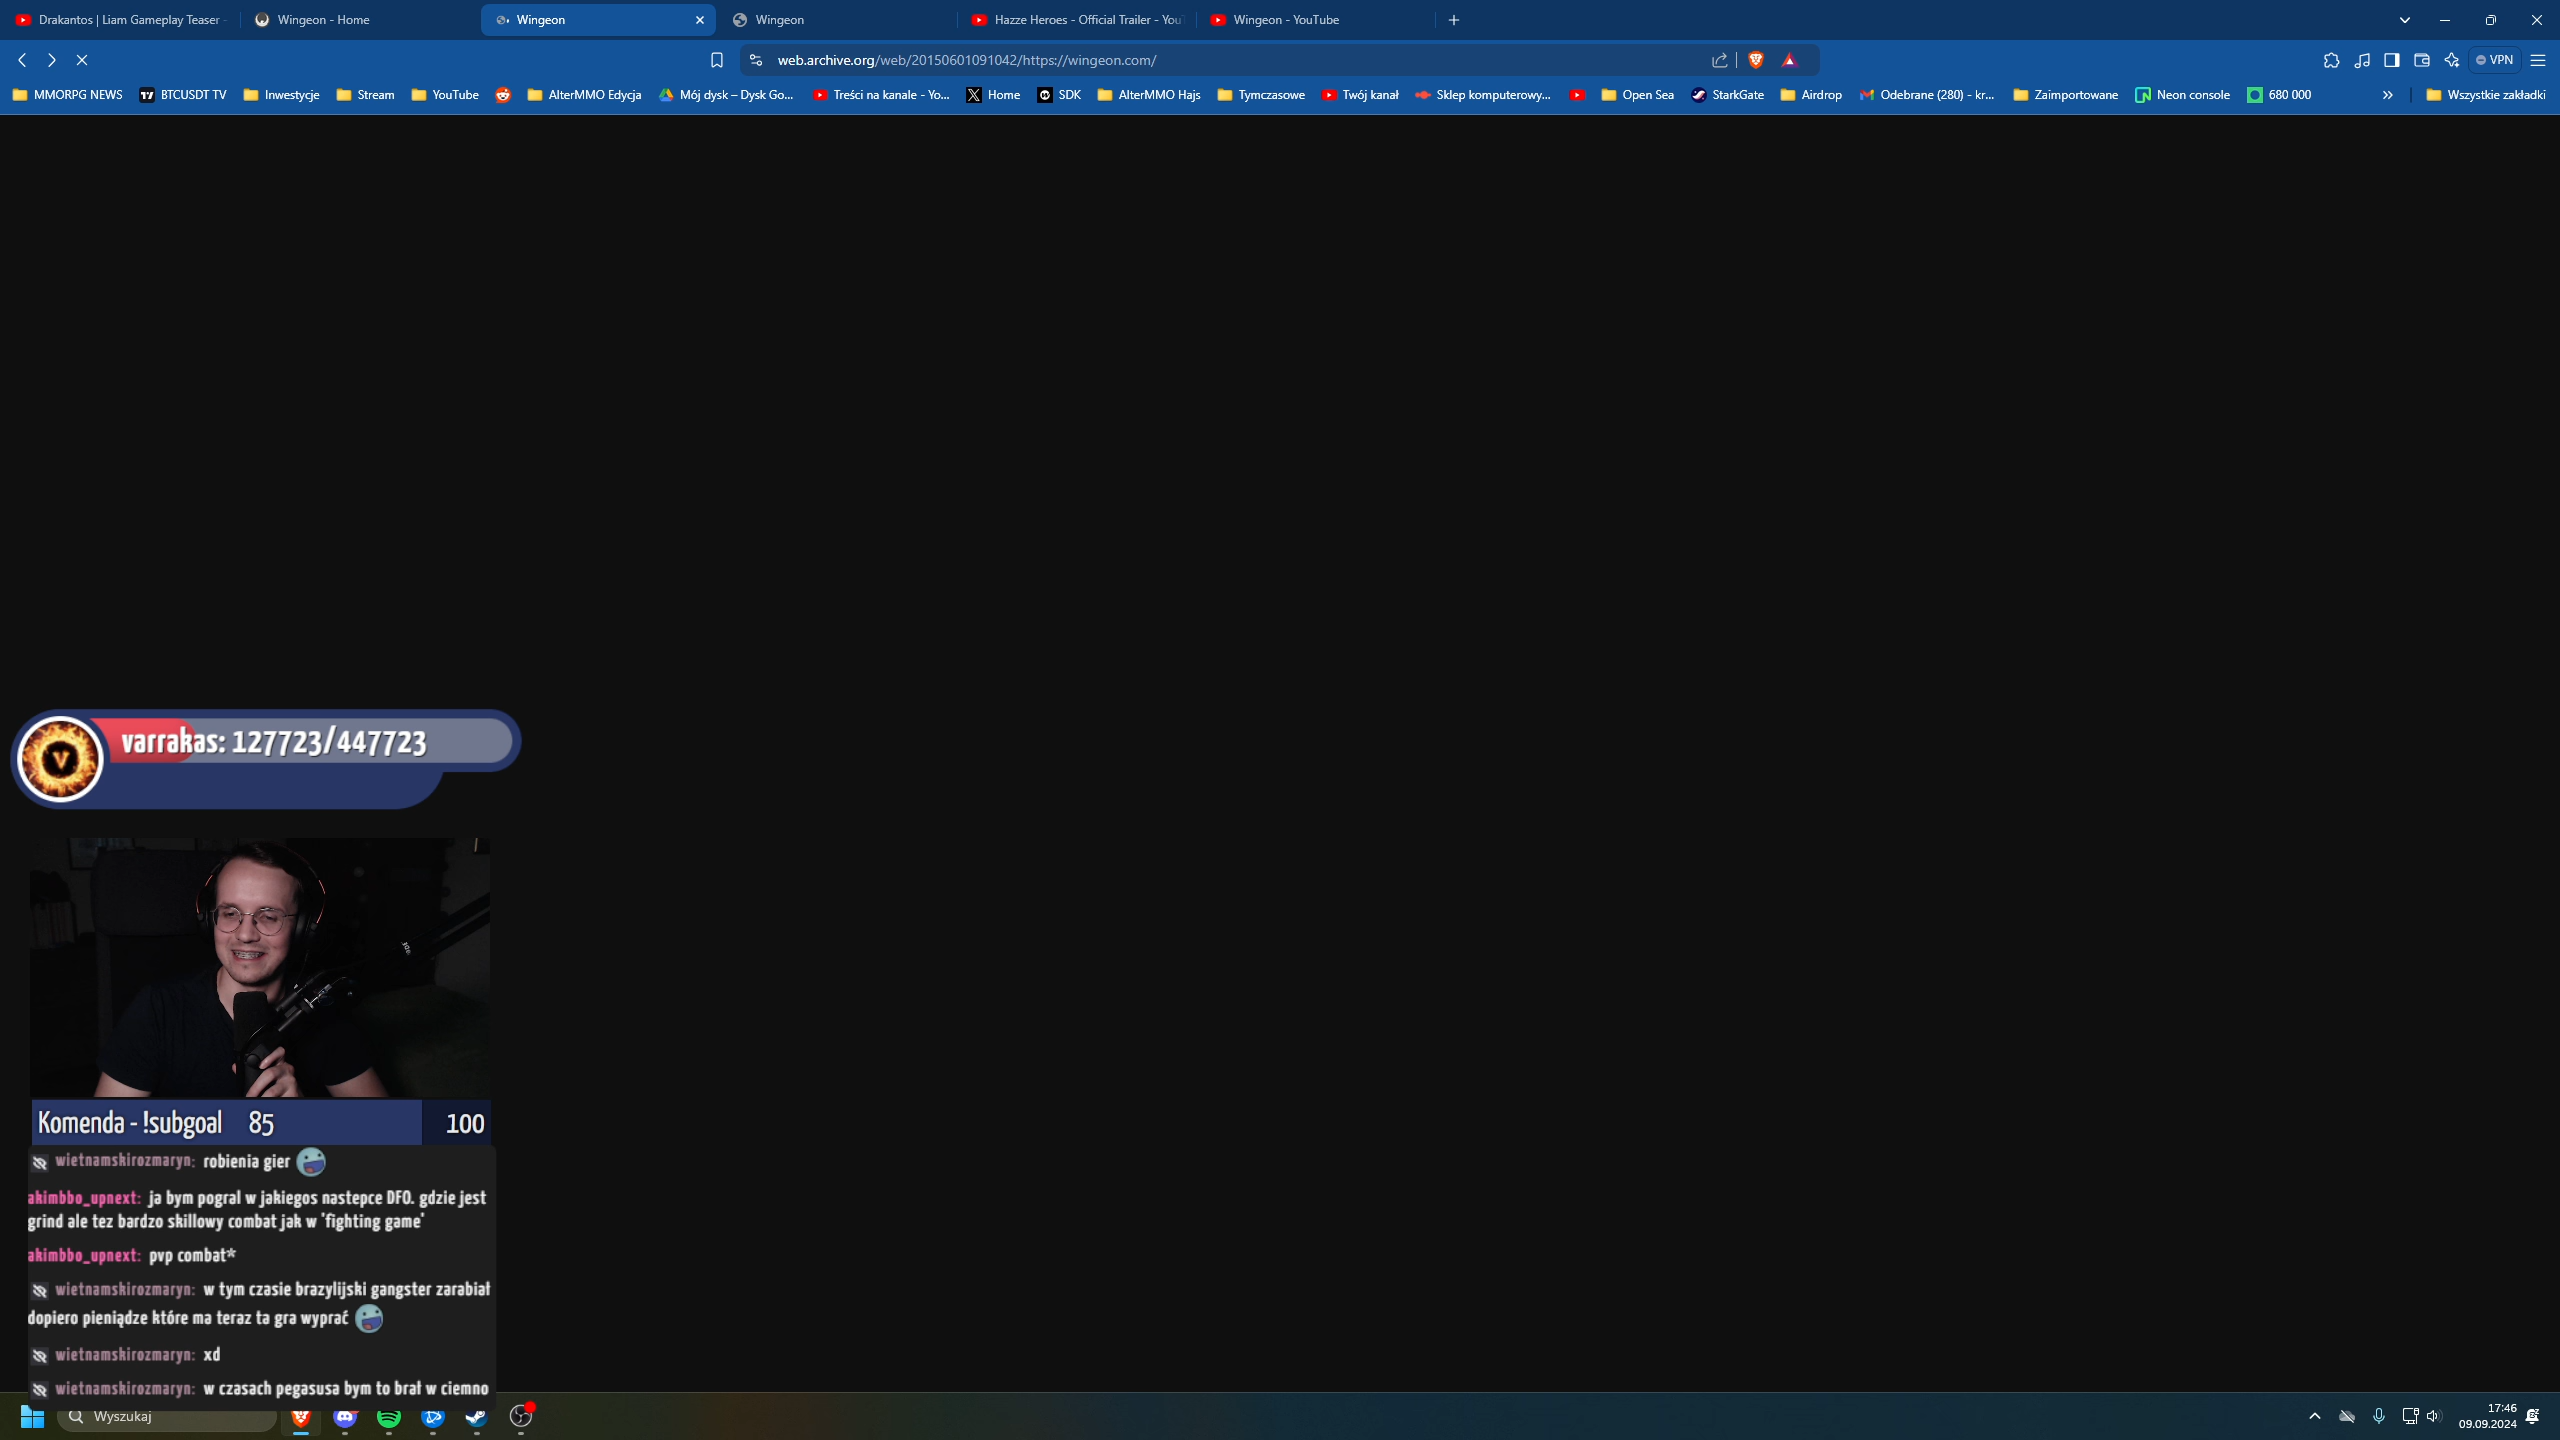 Drakantos | Liam Gameplay Teaser -
Wingeon - Home
Wingeon
Wingeon
Hazze Heroes - Official Trailer - You
Wingeon - YouTube
web.archive.org/web/20150601091042/https://wingeon.com/
VPN
MMORPG NEWS
BTCUSDT TV
Inwestycje
Stream
YouTube
AlterMMO Edycja
Mój dysk – Dysk Go...
Treści na kanale - Yo...
Home
SDK
AlterMMO Hajs
Tymczasowe
Twój kanał
Sklep komputerowy...
Open Sea
StarkGate
Airdrop
Odebrane (280) - kr...
Zaimportowane
Neon console
680 000
Wszystkie zakładki
V
varrakas: 127723/447723
Komenda - !subgoal 85 100
wietnamskirozmaryn: robienia gier
akimbbo_upnext: ja bym pogral w jakiegos nastepce DFO. gdzie jest
grind ale tez bardzo skillowy combat jak w 'fighting game'
akimbbo_upnext: pvp combat*
wietnamskirozmaryn: w tym czasie brazylijski gangster zarabiał
dopiero pieniądze które ma teraz ta gra wyprać
wietnamskirozmaryn: xd
wietnamskirozmaryn: w czasach pegasusa bym to brał w ciemno
Wyszukaj
17:46
09.09.2024